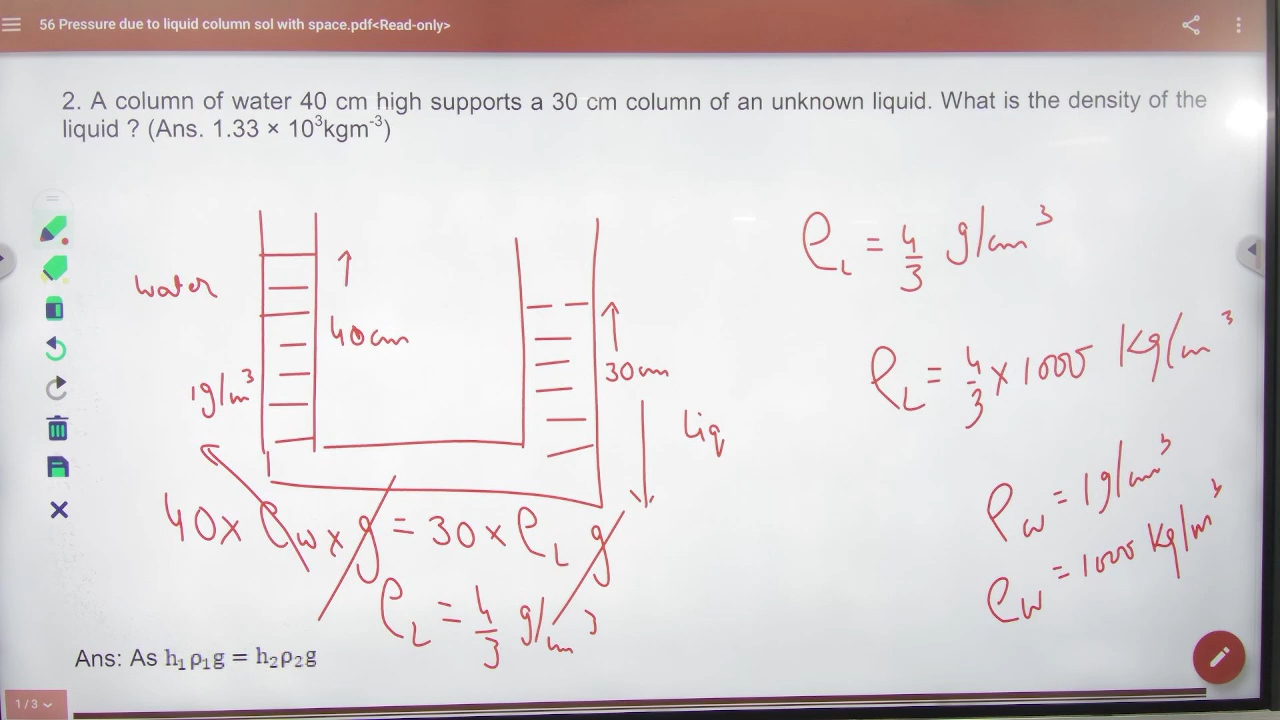 56 Pressure due to liquid column sol with space.pdf<Read-only>
2. A column of water 40 cm high supports a 30 cm column of an unknown liquid. What is the density of the
liquid ? (Ans. 1.33 × 10³kgm⁻³)
water
40cm
1g/m³
30cm
Liq
40 × ρw × g = 30 × ρL g
ρL = 4/3 g/cm³
ρL = 4/3 g/cm³
ρL = 4/3 × 1000 kg/m³
ρw = 1g/cm³
ρw = 1000 kg/m³
Ans: As h₁ρ₁g = h₂ρ₂g
1 / 3